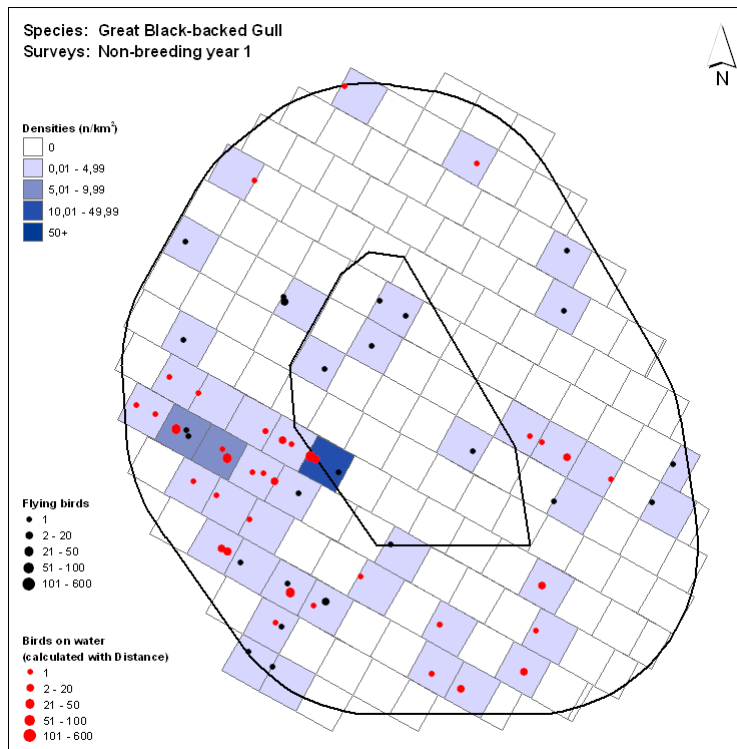 Species: Great Black-backed Gull
Surveys: Non-breeding year 1
N
Densities (n/km²)
0
0,01 - 4,99
5,01 - 9,99
10,01 - 49,99
50+
Flying birds
1
2 - 20
21 - 50
51 - 100
101 - 600
Birds on water
(calculated with Distance)
1
2 - 20
21 - 50
51 - 100
101 - 600